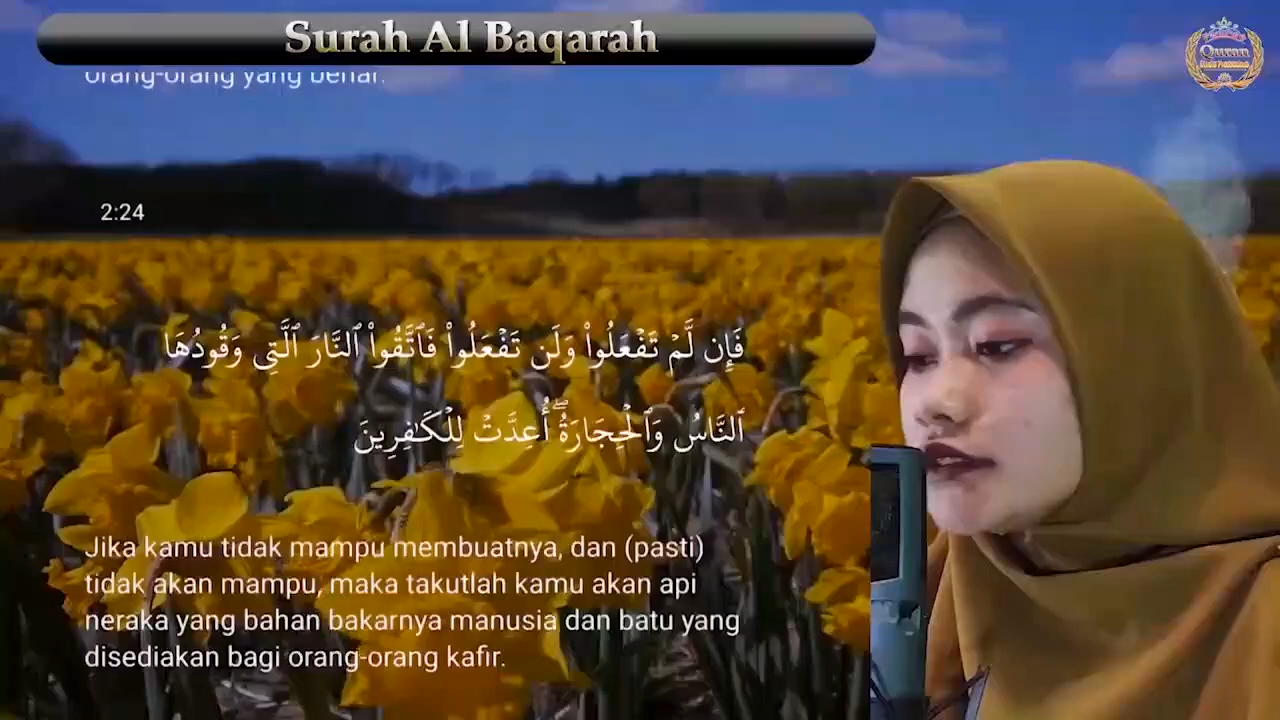 Surah Al Baqarah
Quran
orang-orang yang benar.
2:24
فَإِن لَّمْ تَفْعَلُوا۟ وَلَن تَفْعَلُوا۟ فَٱتَّقُوا۟ ٱلنَّارَ ٱلَّتِى وَقُودُهَا
ٱلنَّاسُ وَٱلْحِجَارَةُ ۖ أُعِدَّتْ لِلْكَـٰفِرِينَ
Jika kamu tidak mampu membuatnya, dan (pasti)
tidak akan mampu, maka takutlah kamu akan api
neraka yang bahan bakarnya manusia dan batu yang
disediakan bagi orang-orang kafir.